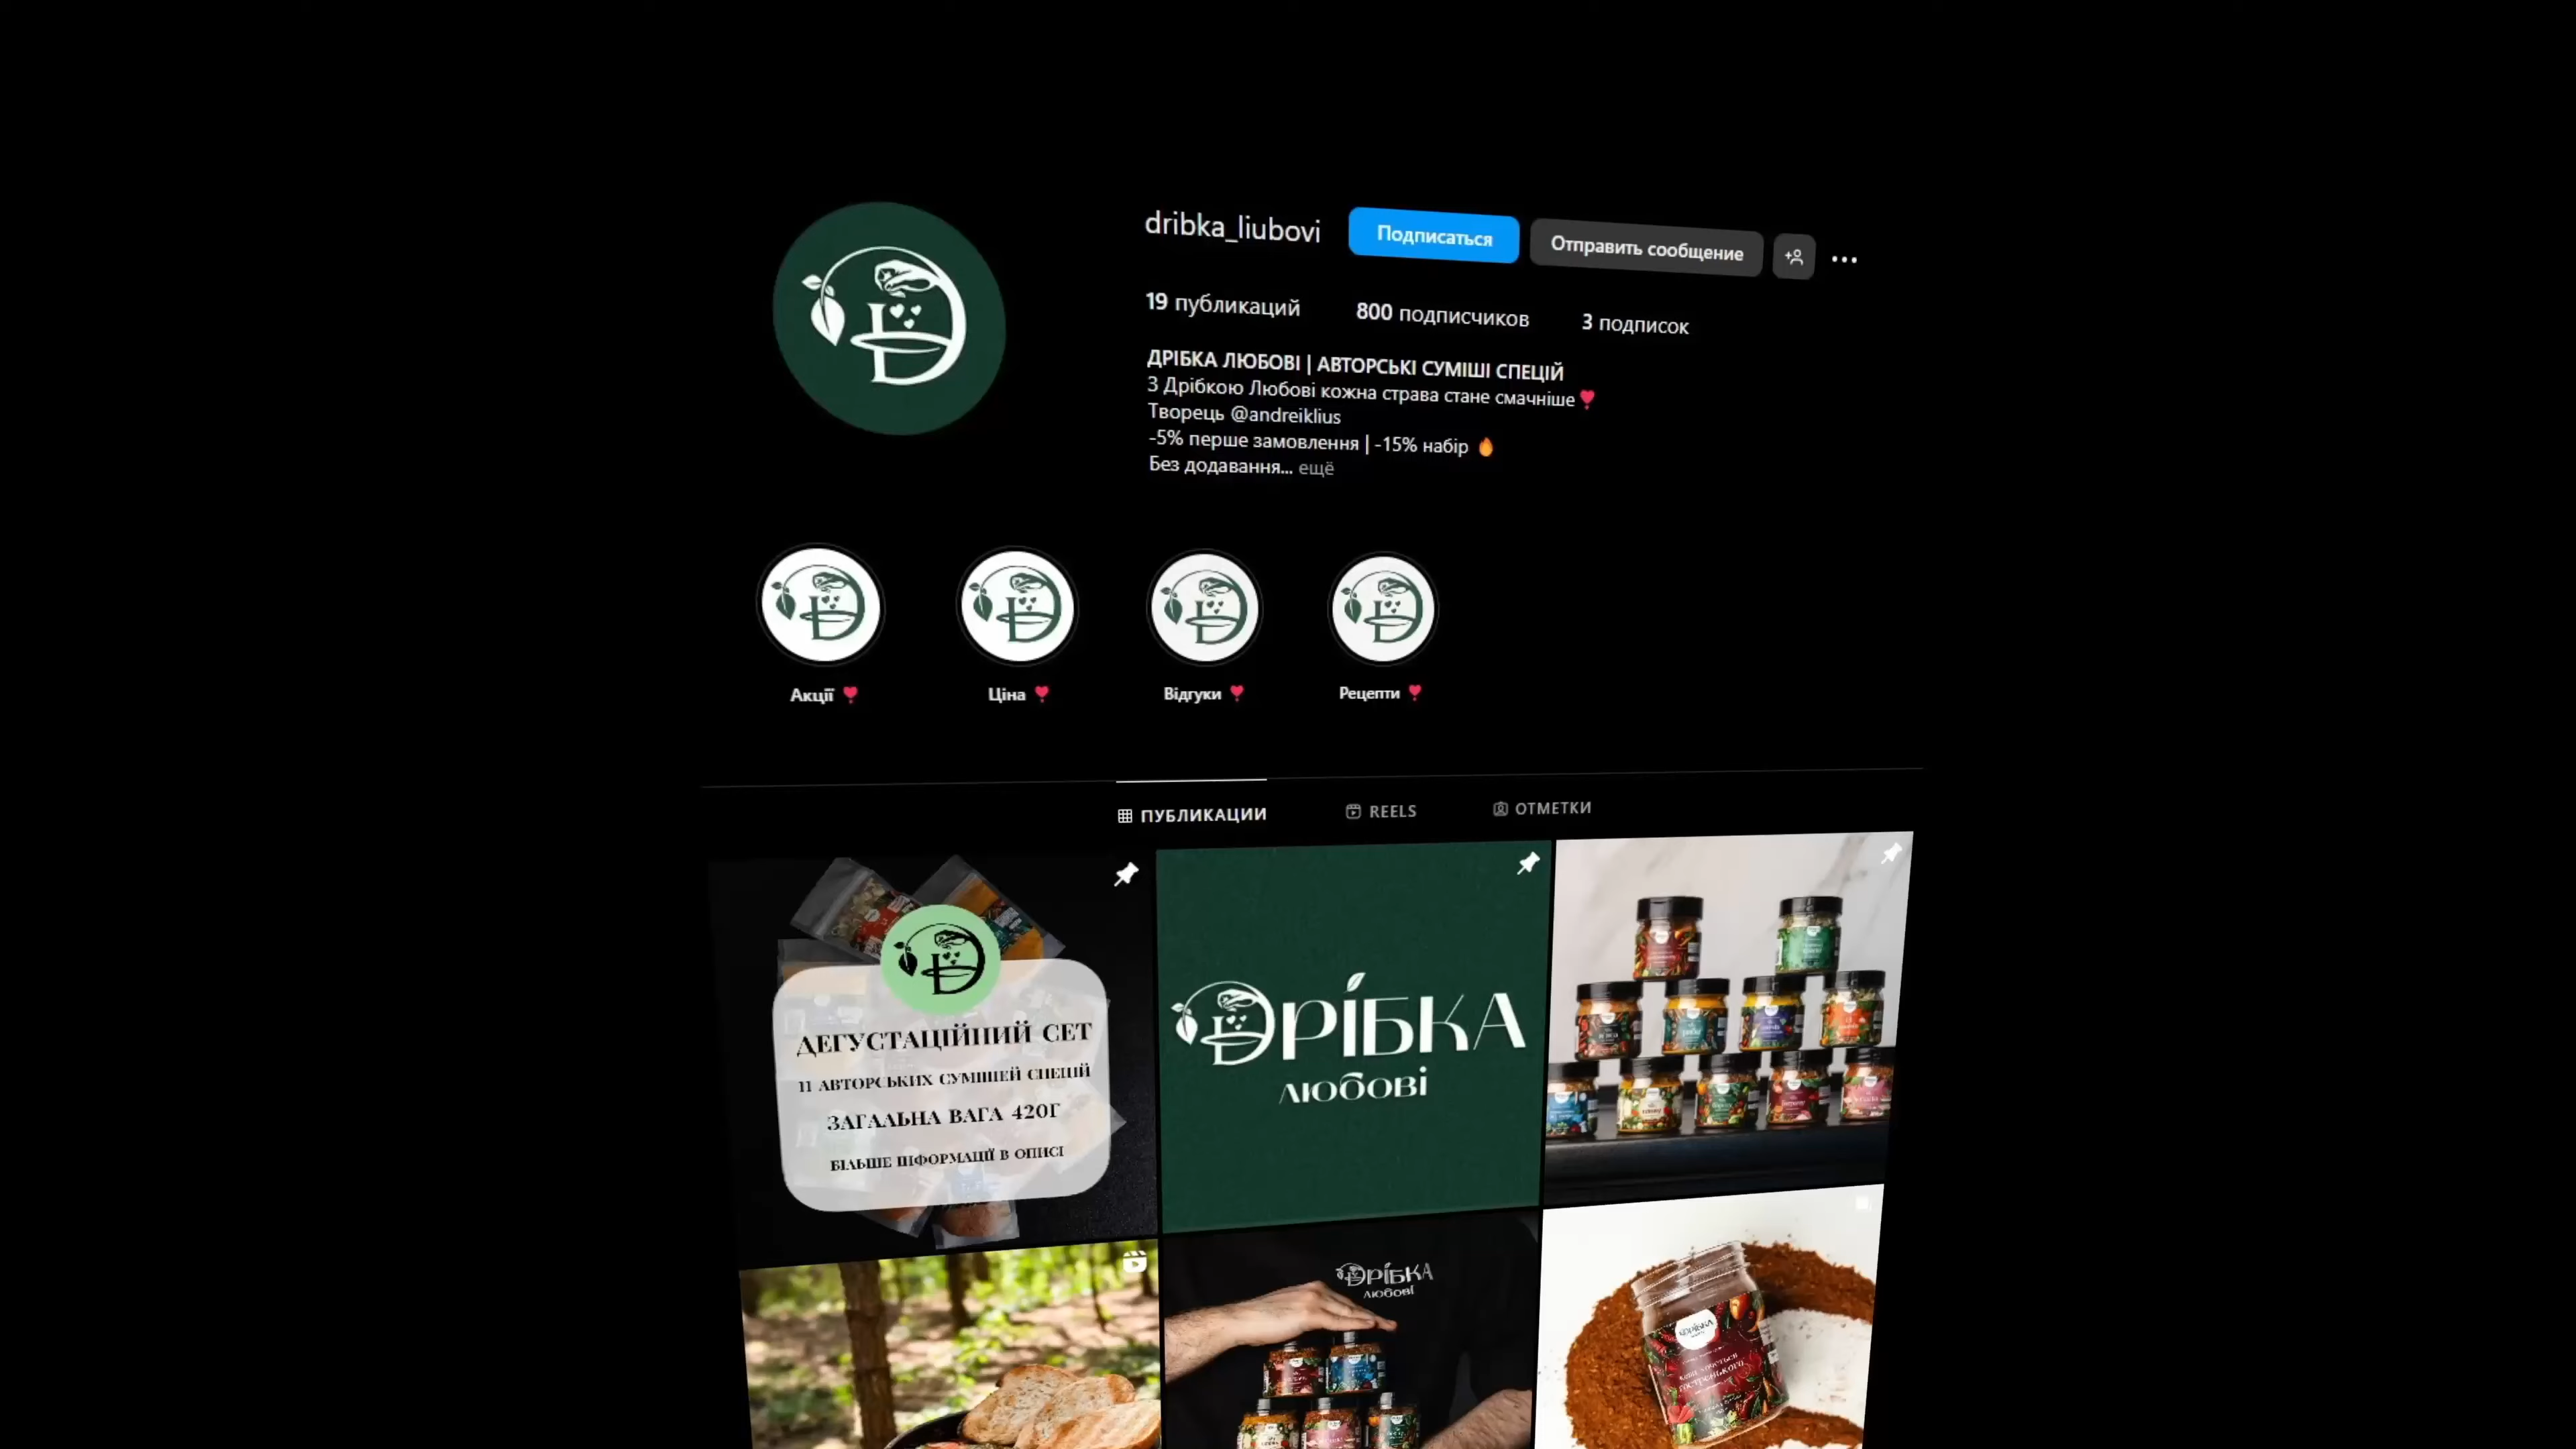 dribka_liubovi
Подписаться
Отправить сообщение
19 публикаций
800 подписчиков
3 подписок
ДРІБКА ЛЮБОВІ | АВТОРСЬКІ СУМІШІ СПЕЦІЙ
З Дрібкою Любові кожна страва стане смачніше
Творець @andreiklius
-5% перше замовлення | -15% набір
Без додавання... ещё
Акції
Ціна
Відгуки
Рецепти
ПУБЛИКАЦИИ
REELS
ОТМЕТКИ
ДЕГУСТАЦІЙНИЙ СЕТ
11 АВТОРСЬКИХ СУМІШЕЙ СПЕЦІЙ
ЗАГАЛЬНА ВАГА 420Г
БІЛЬШЕ ІНФОРМАЦІЇ В ОПИСІ
DРІБКА
ЛЮБОВІ
DРІБКА
ЛЮБОВІ